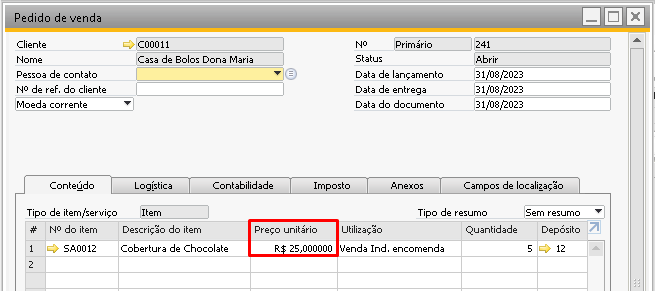 Pedido de venda
Cliente C00011 Nº Primário 241
Nome Casa de Bolos Dona Maria Status Abrir
Pessoa de contato Data de lançamento 31/08/2023
Nº de ref. do cliente Data de entrega 31/08/2023
Moeda corrente Data do documento 31/08/2023
Conteúdo Logística Contabilidade Imposto Anexos Campos de localização
Tipo de item/serviço Item Tipo de resumo Sem resumo
# Nº do item Descrição do item Preço unitário Utilização Quantidade Depósito
1 SA0012 Cobertura de Chocolate R$ 25,000000 Venda Ind. encomenda 5 12
2